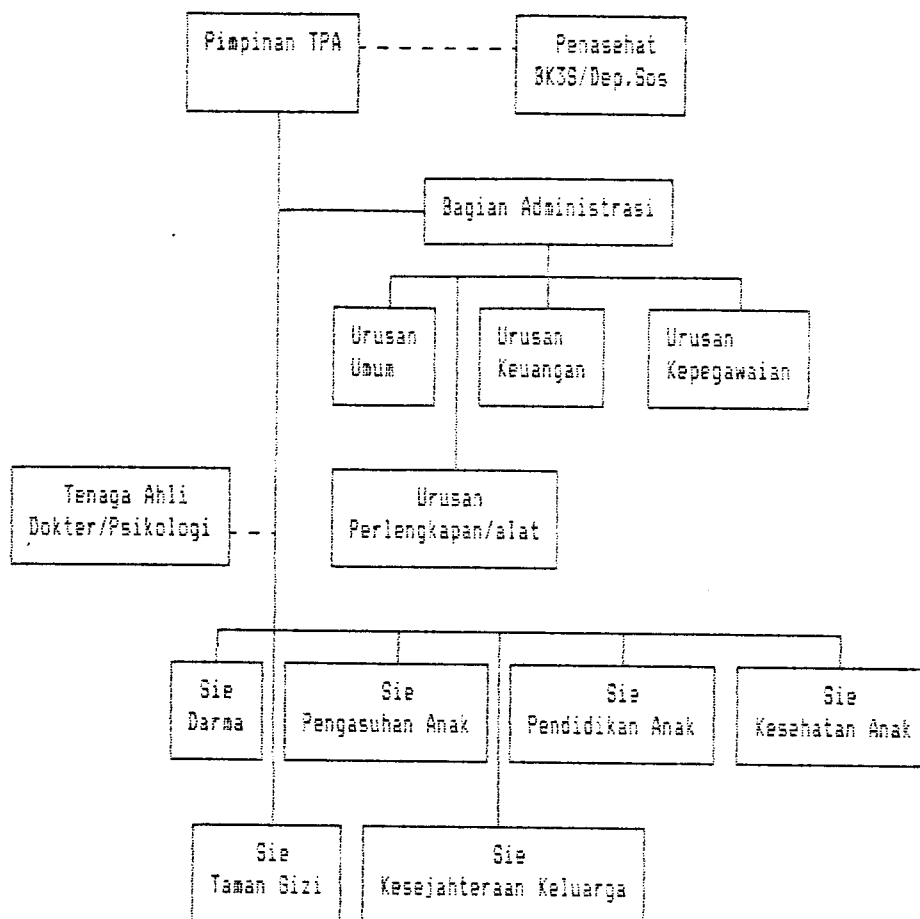 Pimpinan TPA
Penasehat
BK3S/Dep.Sos
Bagian Administrasi
Urusan
Umum
Urusan
Keuangan
Urusan
Kepegawaian
Tenaga Ahli
Dokter/Psikologi
Urusan
Perlengkapan/alat
Sie
Darma
Sie
Pengasuhan Anak
Sie
Pendidikan Anak
Sie
Kesehatan Anak
Sie
Taman Gizi
Sie
Kesejahteraan Keluarga